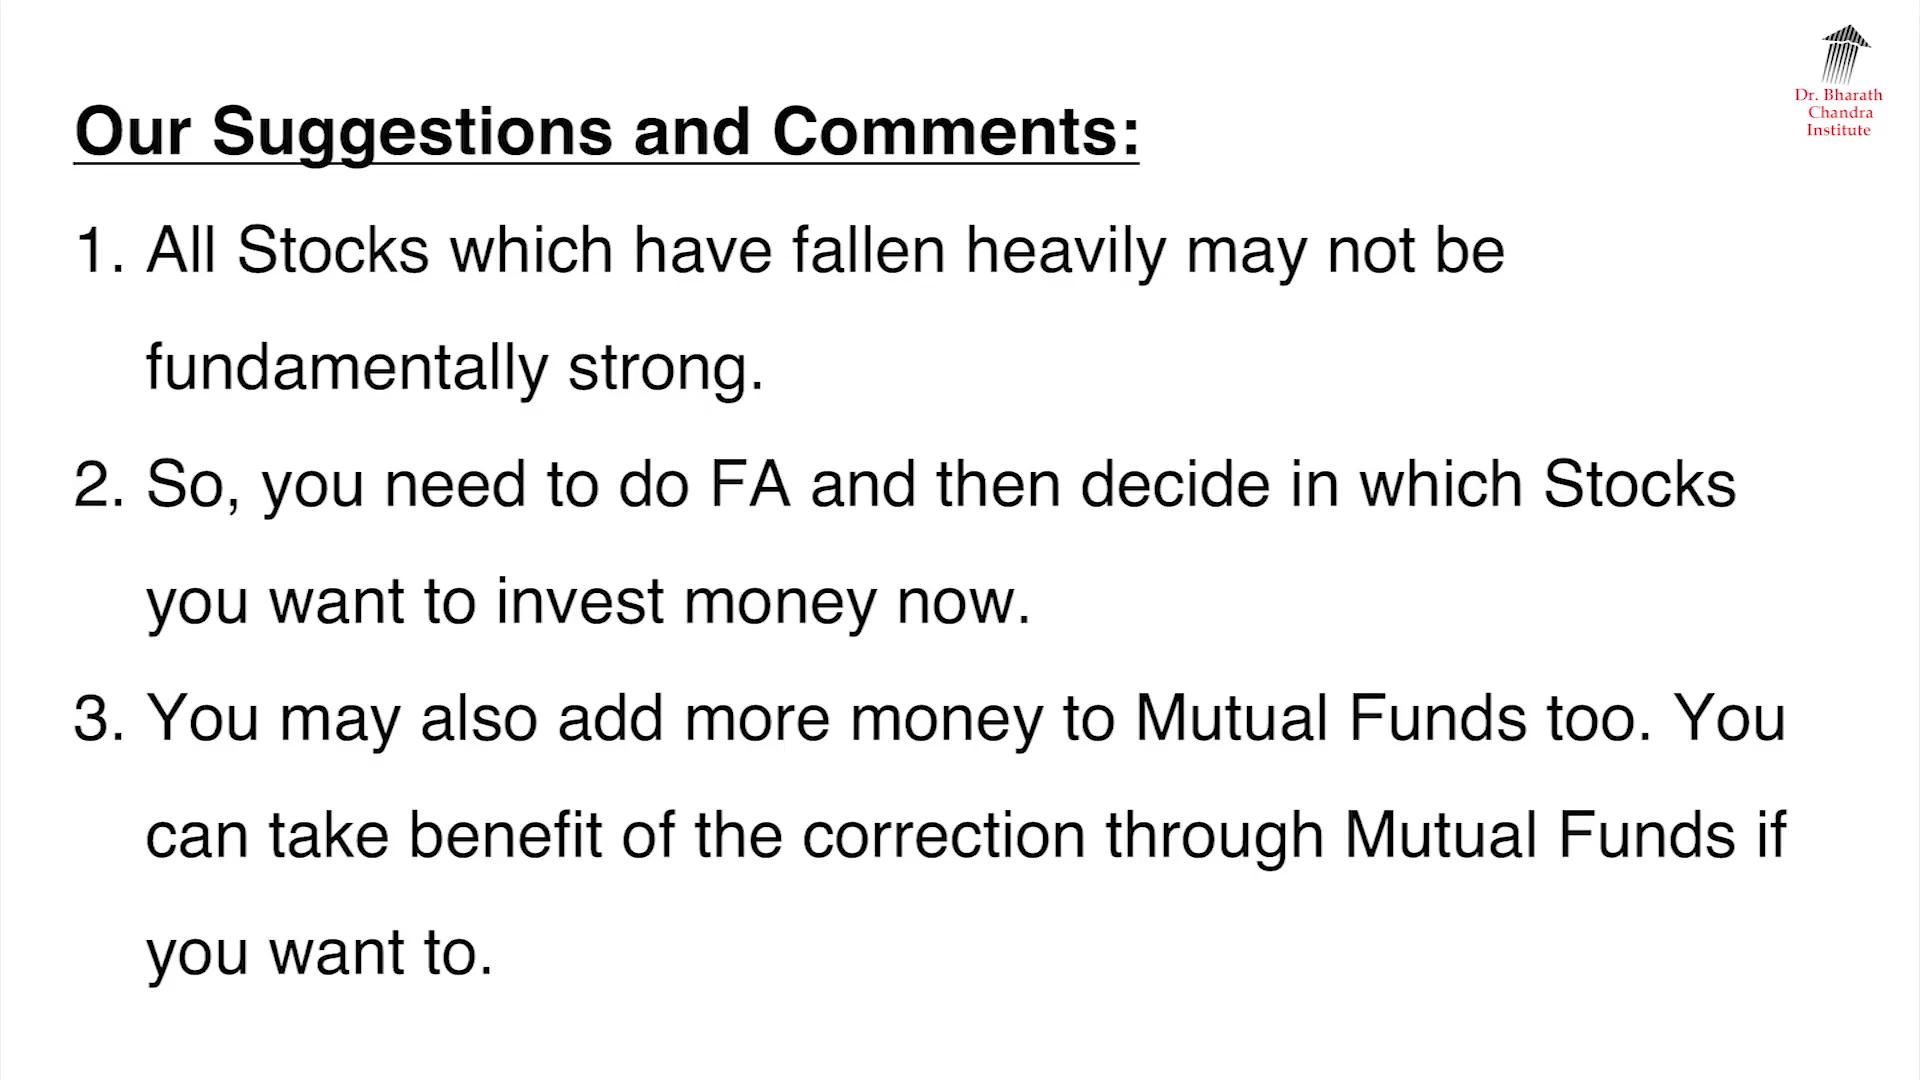 Dr. Bharath
Chandra
Institute
Our Suggestions and Comments:
1. All Stocks which have fallen heavily may not be
fundamentally strong.
2. So, you need to do FA and then decide in which Stocks
you want to invest money now.
3. You may also add more money to Mutual Funds too. You
can take benefit of the correction through Mutual Funds if
you want to.